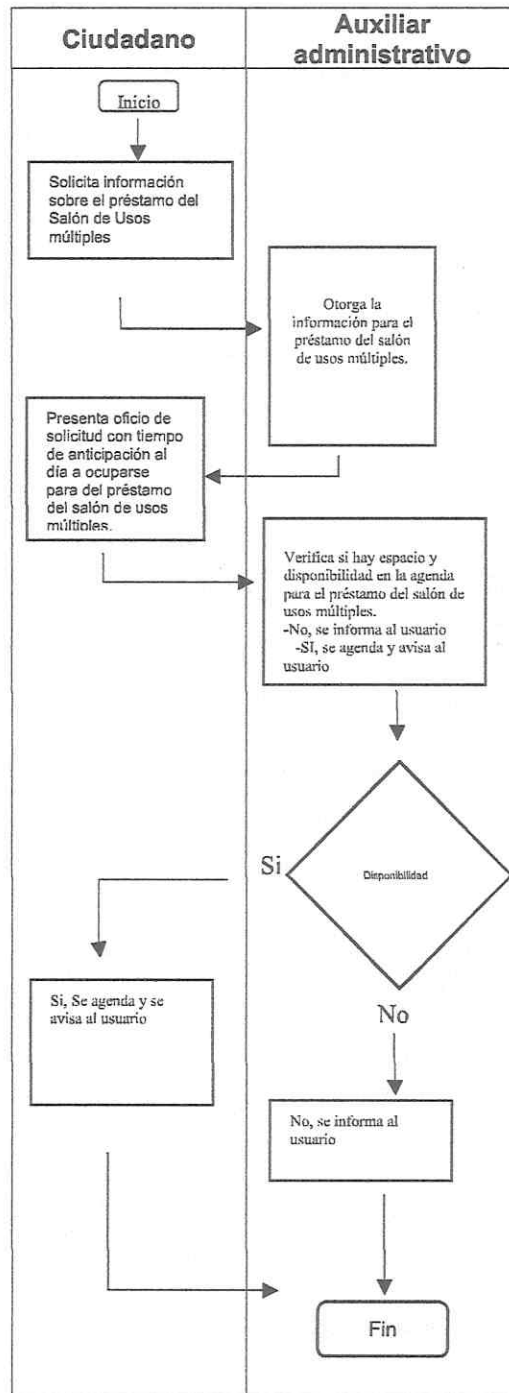 Ciudadano
Auxiliar
administrativo
Inicio
Solicita información
sobre el préstamo del
Salón de Usos
múltiples
Otorga la
información para el
préstamo del salón
de usos múltiples.
Presenta oficio de
solicitud con tiempo
de anticipación al
día a ocuparse
para del préstamo
del salón de usos
múltiples.
Verifica si hay espacio y
disponibilidad en la agenda
para el préstamo del salón de
usos múltiples.
-No, se informa al usuario
-SI, se agenda y avisa al
usuario
Disponibilidad
Si
No
Si, Se agenda y se
avisa al usuario
No, se informa al
usuario
Fin